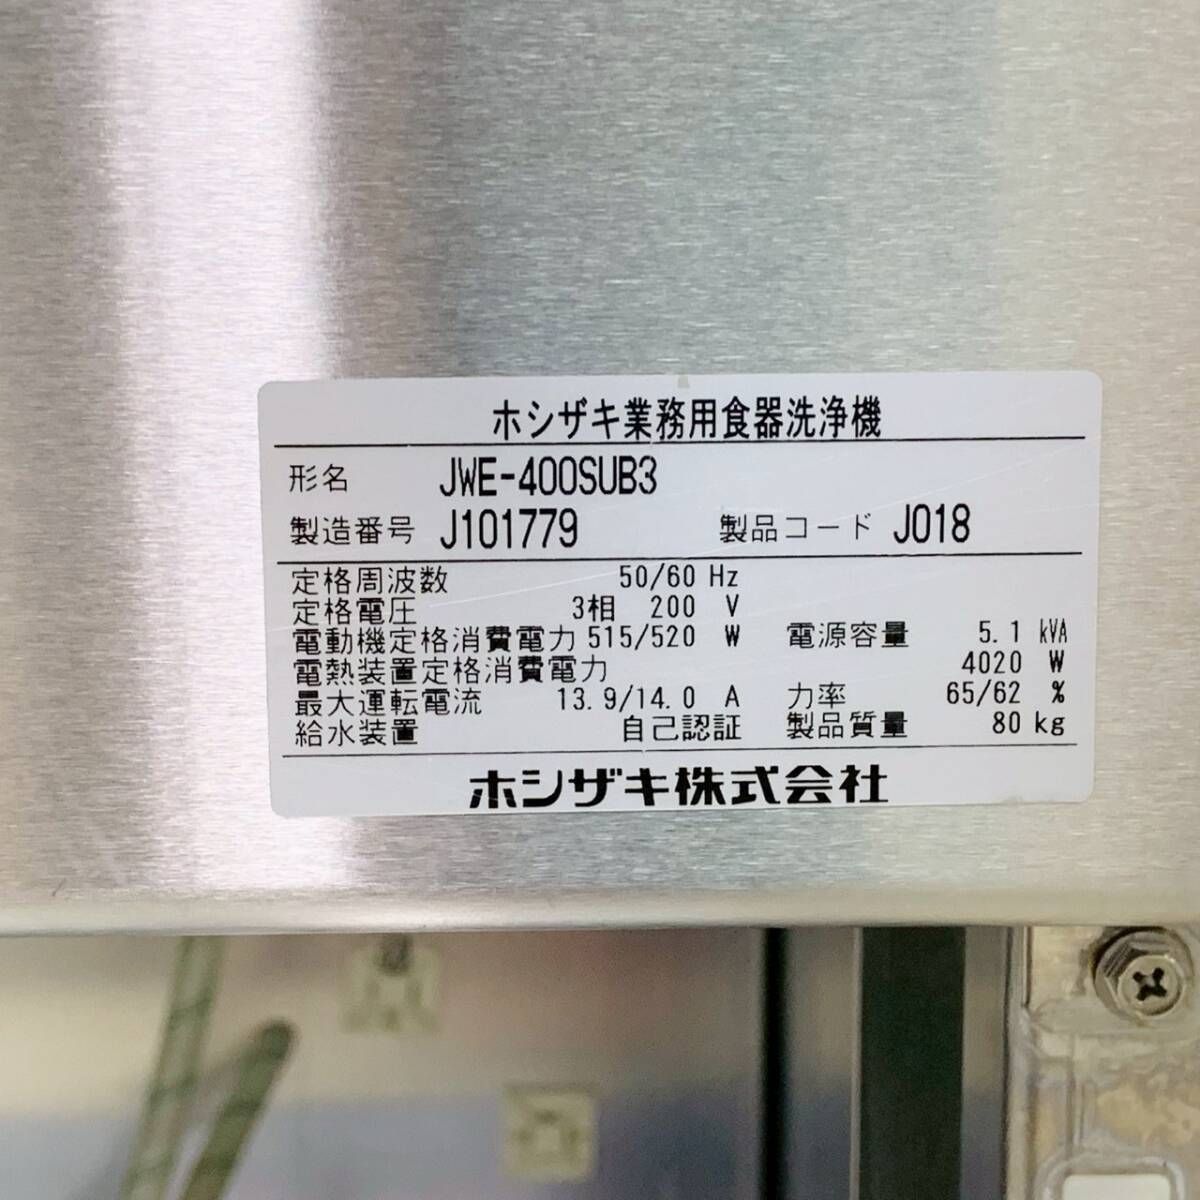 ホシザキ業務用食器洗浄機
形名 JWE-400SUB3
製造番号 J101779 製品コード J018
定格周波数 50/60 Hz
定格電圧 3相 200 V
電動機定格消費電力 515/520 W 電源容量 5.1 kVA
電熱装置定格消費電力 4020 W
最大運転電流 13.9/14.0 A 力率 65/62 %
給水装置 自己認証 製品質量 80 kg
ホシザキ株式会社